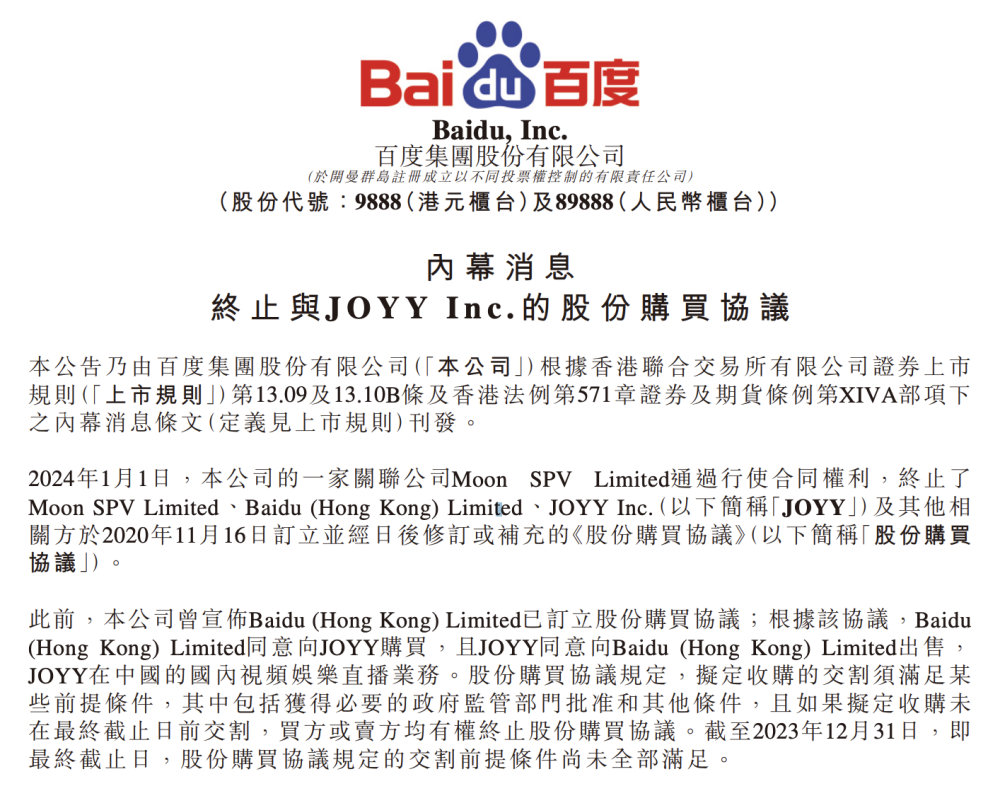 Baidu百度
Baidu, Inc.
百度集團股份有限公司
(於開曼群島註冊成立以不同投票權控制的有限責任公司)
（股份代號：9888（港元櫃台）及89888（人民幣櫃台））
內幕消息
終止與JOYY Inc.的股份購買協議
本公告乃由百度集團股份有限公司（「本公司」）根據香港聯合交易所有限公司證券上市
規則（「上市規則」）第13.09及13.10B條及香港法例第571章證券及期貨條例第XIVA部項下
之內幕消息條文（定義見上市規則）刊發。
2024年1月1日，本公司的一家關聯公司Moon SPV Limited通過行使合同權利，終止了
Moon SPV Limited、Baidu (Hong Kong) Limited、JOYY Inc.（以下簡稱「JOYY」）及其他相
關方於2020年11月16日訂立並經日後修訂或補充的《股份購買協議》（以下簡稱「股份購買
協議」）。
此前，本公司曾宣佈Baidu (Hong Kong) Limited已訂立股份購買協議；根據該協議，Baidu
(Hong Kong) Limited同意向JOYY購買，且JOYY同意向Baidu (Hong Kong) Limited出售，
JOYY在中國的國內視頻娛樂直播業務。股份購買協議規定，擬定收購的交割須滿足某
些前提條件，其中包括獲得必要的政府監管部門批准和其他條件，且如果擬定收購未
在最終截止日前交割，買方或賣方均有權終止股份購買協議。截至2023年12月31日，即
最終截止日，股份購買協議規定的交割前提條件尚未全部滿足。